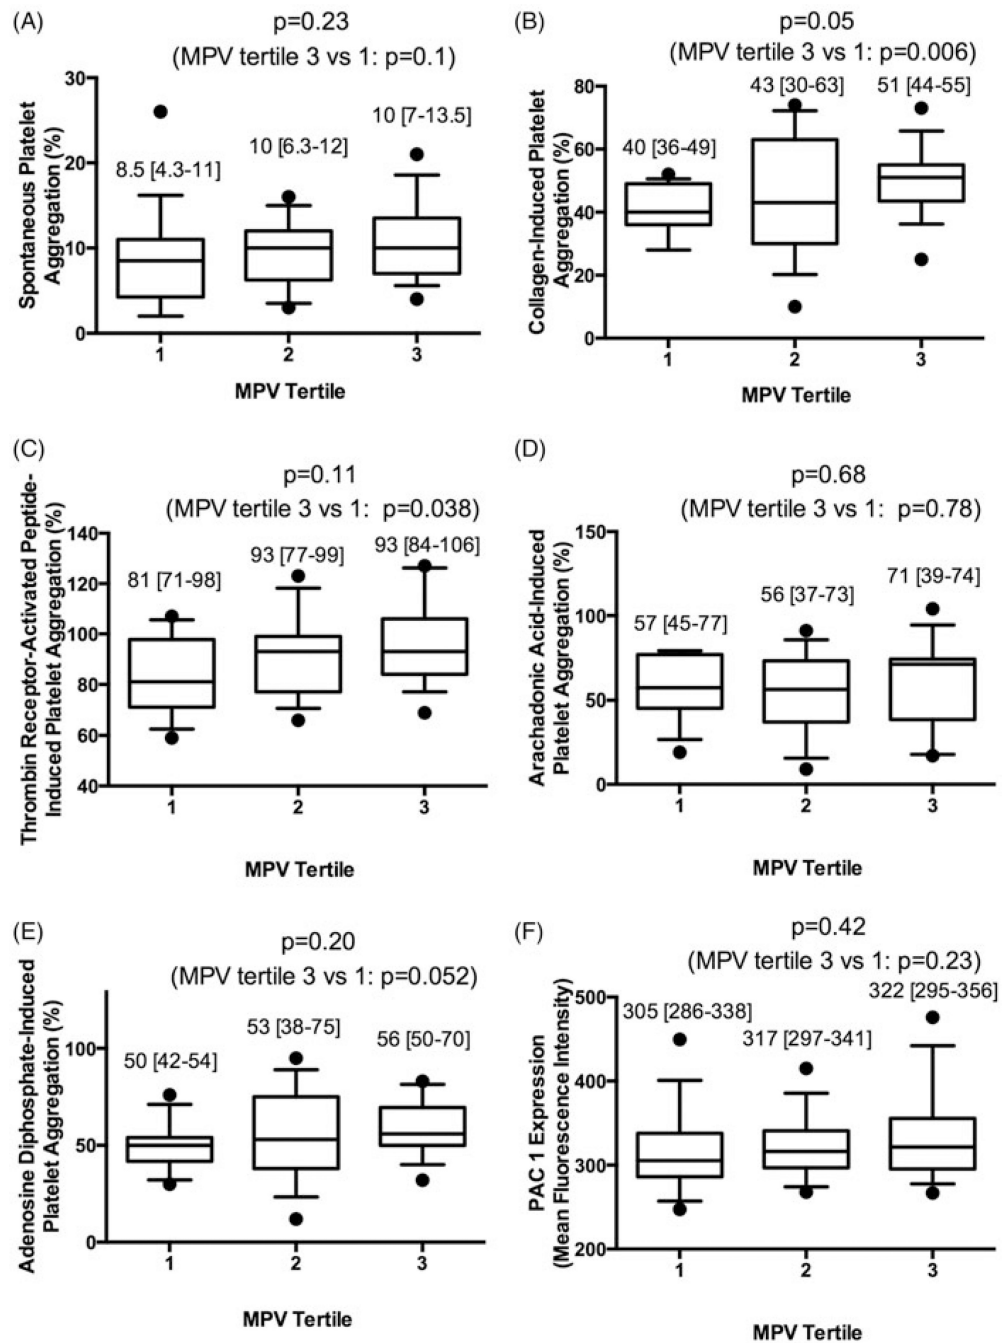 (A)
p=0.23
(MPV tertile 3 vs 1: p=0.1)
Spontaneous Platelet
Aggregation (%)
30
20
10
0
8.5 [4.3-11]
10 [6.3-12]
10 [7-13.5]
1
2
3
MPV Tertile
(B)
p=0.05
(MPV tertile 3 vs 1: p=0.006)
Collagen-Induced Platelet
Aggregation (%)
80
60
40
20
0
40 [36-49]
43 [30-63]
51 [44-55]
1
2
3
MPV Tertile
(C)
p=0.11
(MPV tertile 3 vs 1: p=0.038)
Thrombin Receptor-Activated Peptide-
Induced Platelet Aggregation (%)
140
120
100
80
60
40
81 [71-98]
93 [77-99]
93 [84-106]
1
2
3
MPV Tertile
(D)
p=0.68
(MPV tertile 3 vs 1: p=0.78)
Arachadonic Acid-Induced
Platelet Aggregation (%)
150
100
50
0
57 [45-77]
56 [37-73]
71 [39-74]
1
2
3
MPV Tertile
(E)
p=0.20
(MPV tertile 3 vs 1: p=0.052)
Adenosine Diphosphate-Induced
Platelet Aggregation (%)
100
50
0
50 [42-54]
53 [38-75]
56 [50-70]
1
2
3
MPV Tertile
(F)
p=0.42
(MPV tertile 3 vs 1: p=0.23)
PAC 1 Expression
(Mean Fluorescence Intensity)
500
400
300
200
305 [286-338]
317 [297-341]
322 [295-356]
1
2
3
MPV Tertile